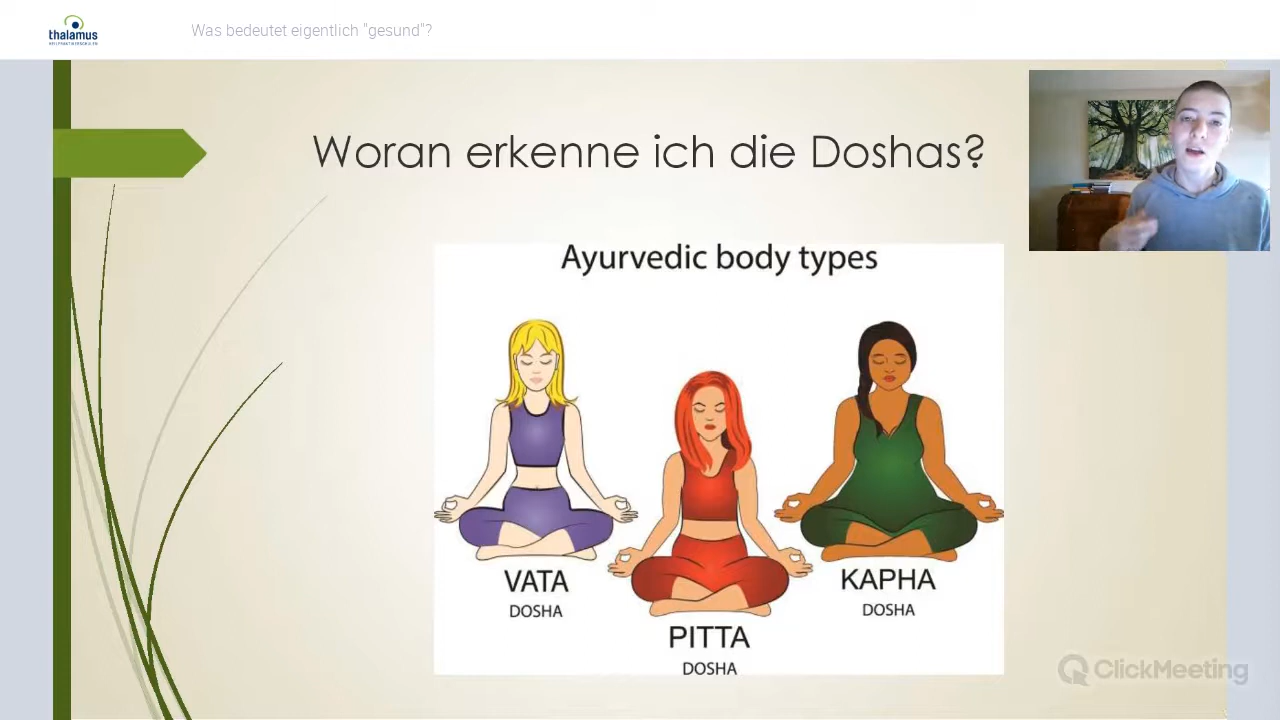 thalamus
HEILPRAKTIKERSCHULEN
Was bedeutet eigentlich "gesund"?
Woran erkenne ich die Doshas?
Ayurvedic body types
VATA
DOSHA
PITTA
DOSHA
KAPHA
DOSHA
ClickMeeting